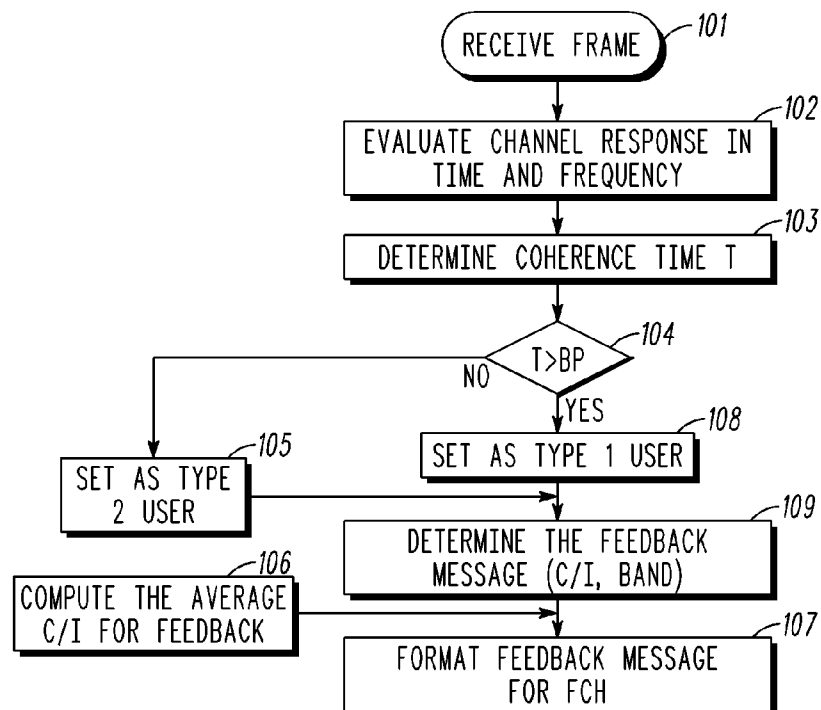 RECEIVE FRAME
101
102
EVALUATE CHANNEL RESPONSE IN
TIME AND FREQUENCY
103
DETERMINE COHERENCE TIME T
104
T>BP
NO
YES
105
SET AS TYPE
2 USER
108
SET AS TYPE 1 USER
109
DETERMINE THE FEEDBACK
MESSAGE (C/I, BAND)
106
COMPUTE THE AVERAGE
C/I FOR FEEDBACK
107
FORMAT FEEDBACK MESSAGE
FOR FCH